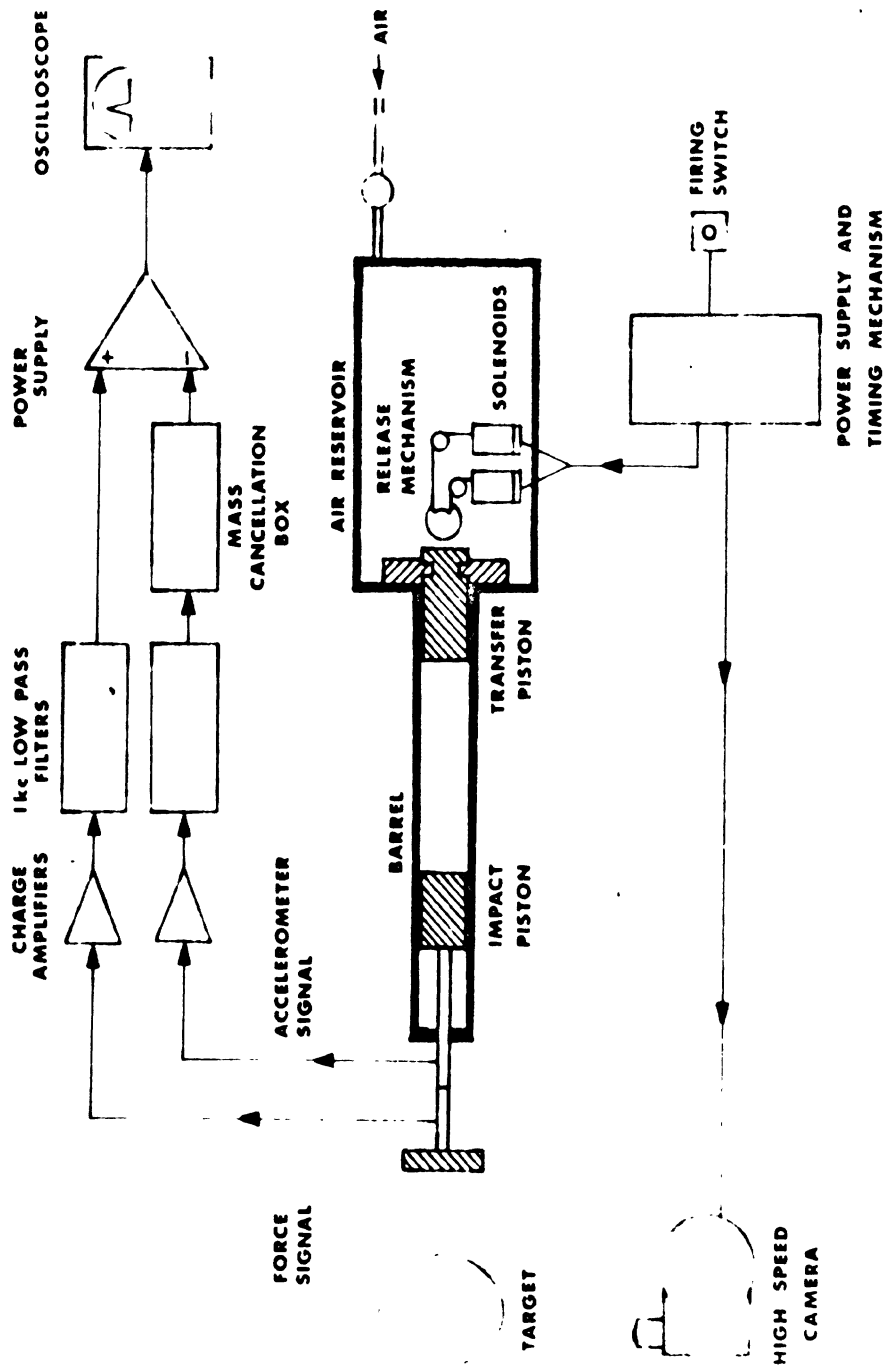 OSCILLOSCOPE
POWER
SUPPLY
+
-
MASS
CANCELLATION
BOX
1kc LOW PASS
FILTERS
CHARGE
AMPLIFIERS
ACCELEROMETER
SIGNAL
FORCE
SIGNAL
AIR
AIR RESERVOIR
RELEASE
MECHANISM
SOLENOIDS
TRANSFER
PISTON
BARREL
IMPACT
PISTON
TARGET
FIRING
SWITCH
POWER SUPPLY AND
TIMING MECHANISM
HIGH SPEED
CAMERA